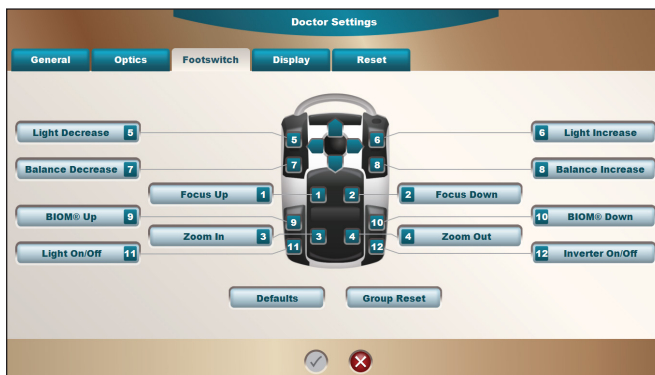 Doctor Settings
General Optics Footswitch Display Reset
Light Decrease 5 5 6 6 Light Increase
Balance Decrease 7 7 8 8 Balance Increase
Focus Up 1 1 2 2 Focus Down
BIOM® Up 9 9 10 10 BIOM® Down
Zoom In 3 3 4 4 Zoom Out
Light On/Off 11 11 12 12 Inverter On/Off
Defaults Group Reset